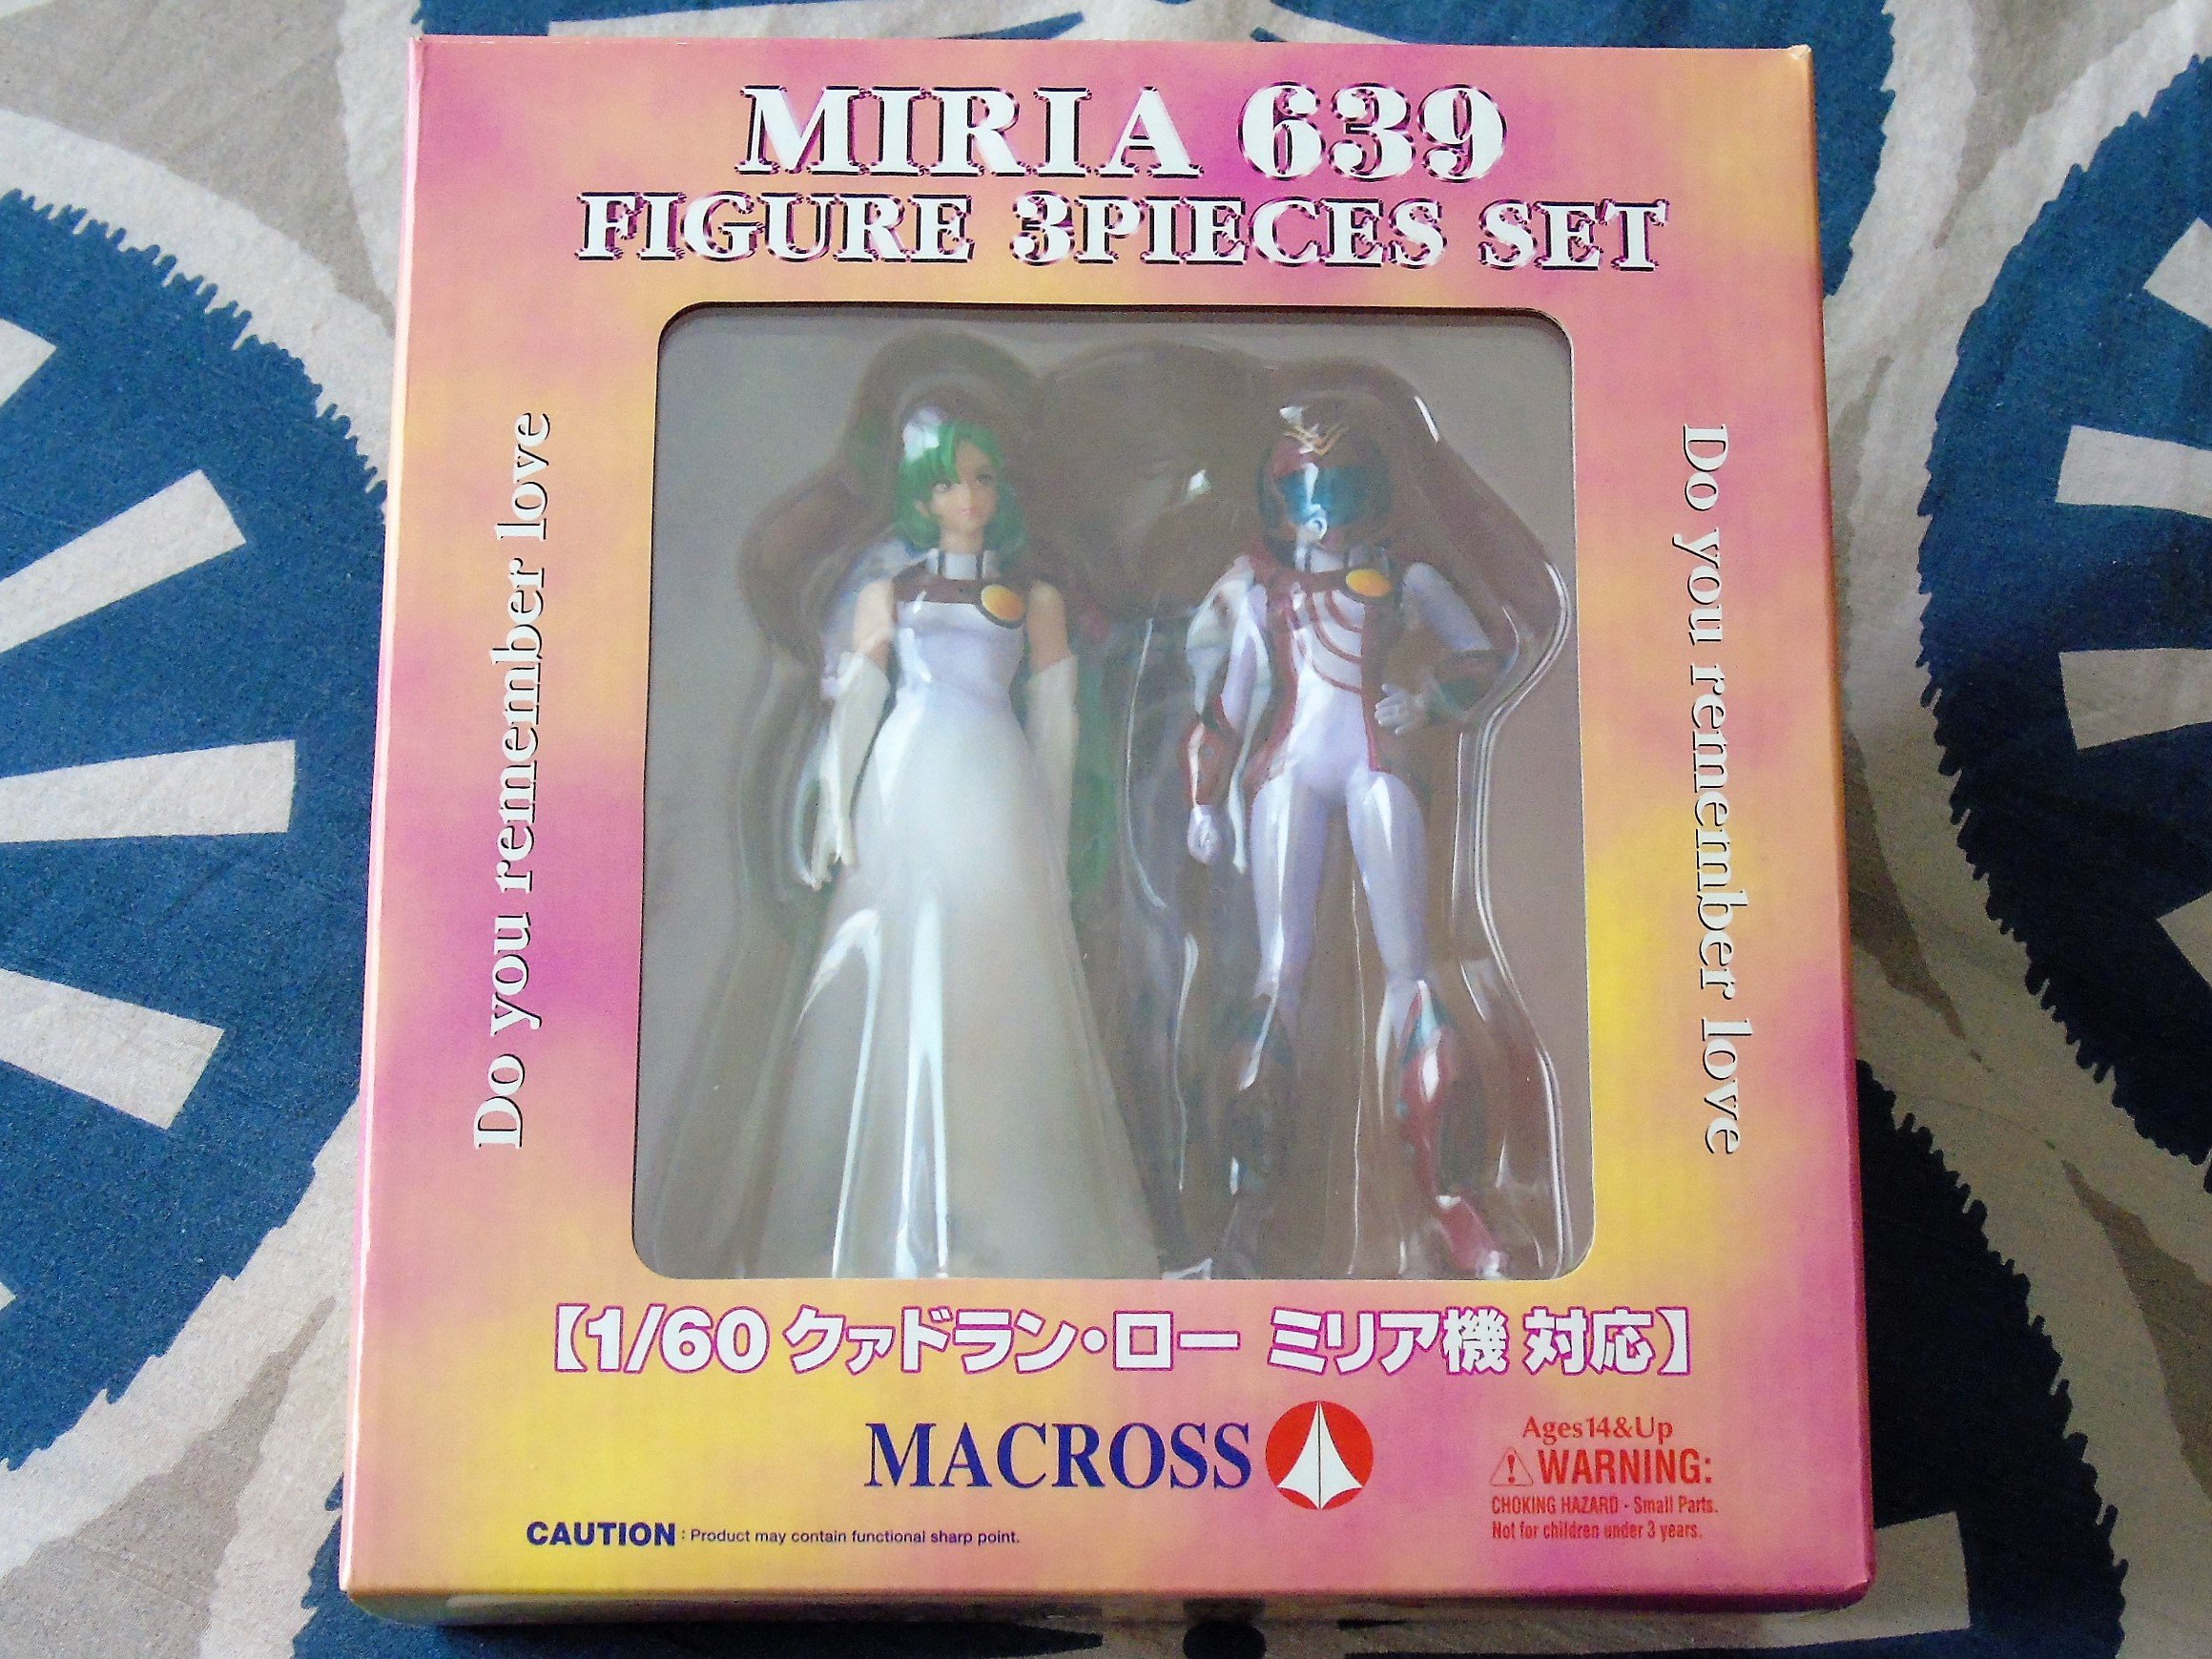 MIRIA 639
FIGURE 3PIECES SET
Do you remember love
Do you remember love
【1/60 クァドラン・ロー ミリア機 対応】
MACROSS
Ages14&Up
WARNING:
CHOKING HAZARD - Small Parts.
Not for children under 3 years.
CAUTION : Product may contain functional sharp point.